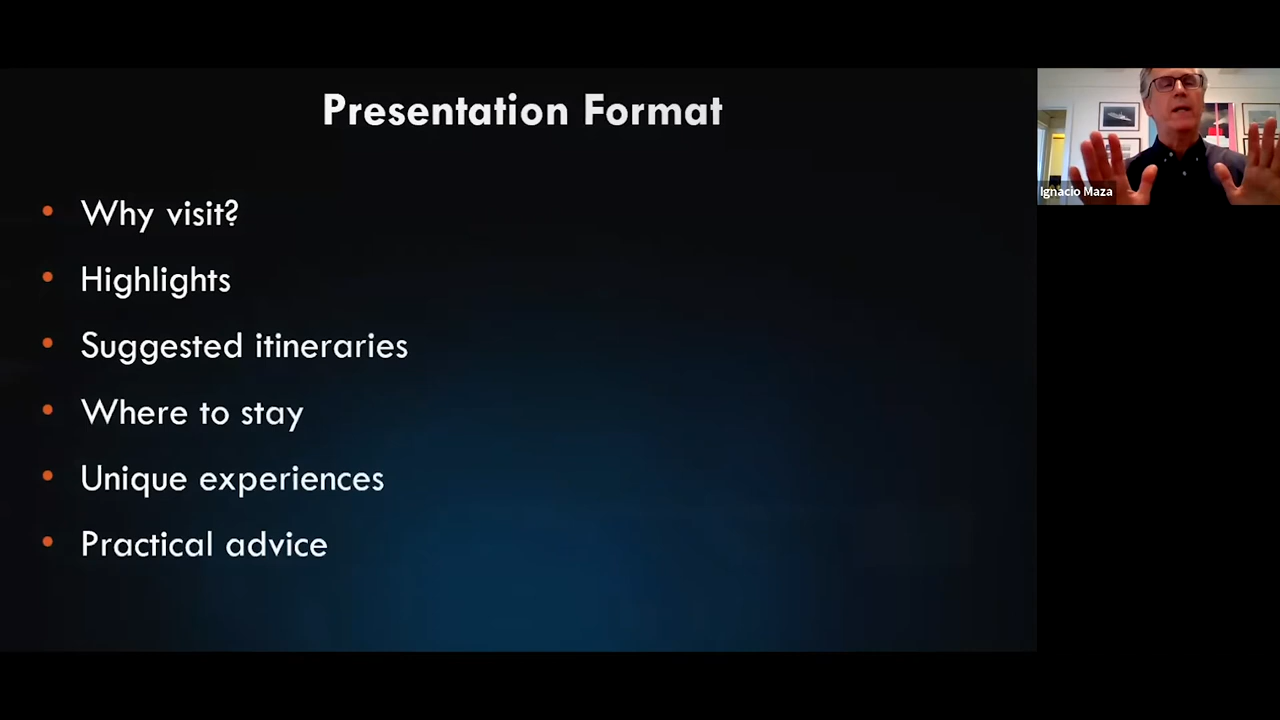 Presentation Format
• Why visit?
• Highlights
• Suggested itineraries
• Where to stay
• Unique experiences
• Practical advice
Ignacio Maza